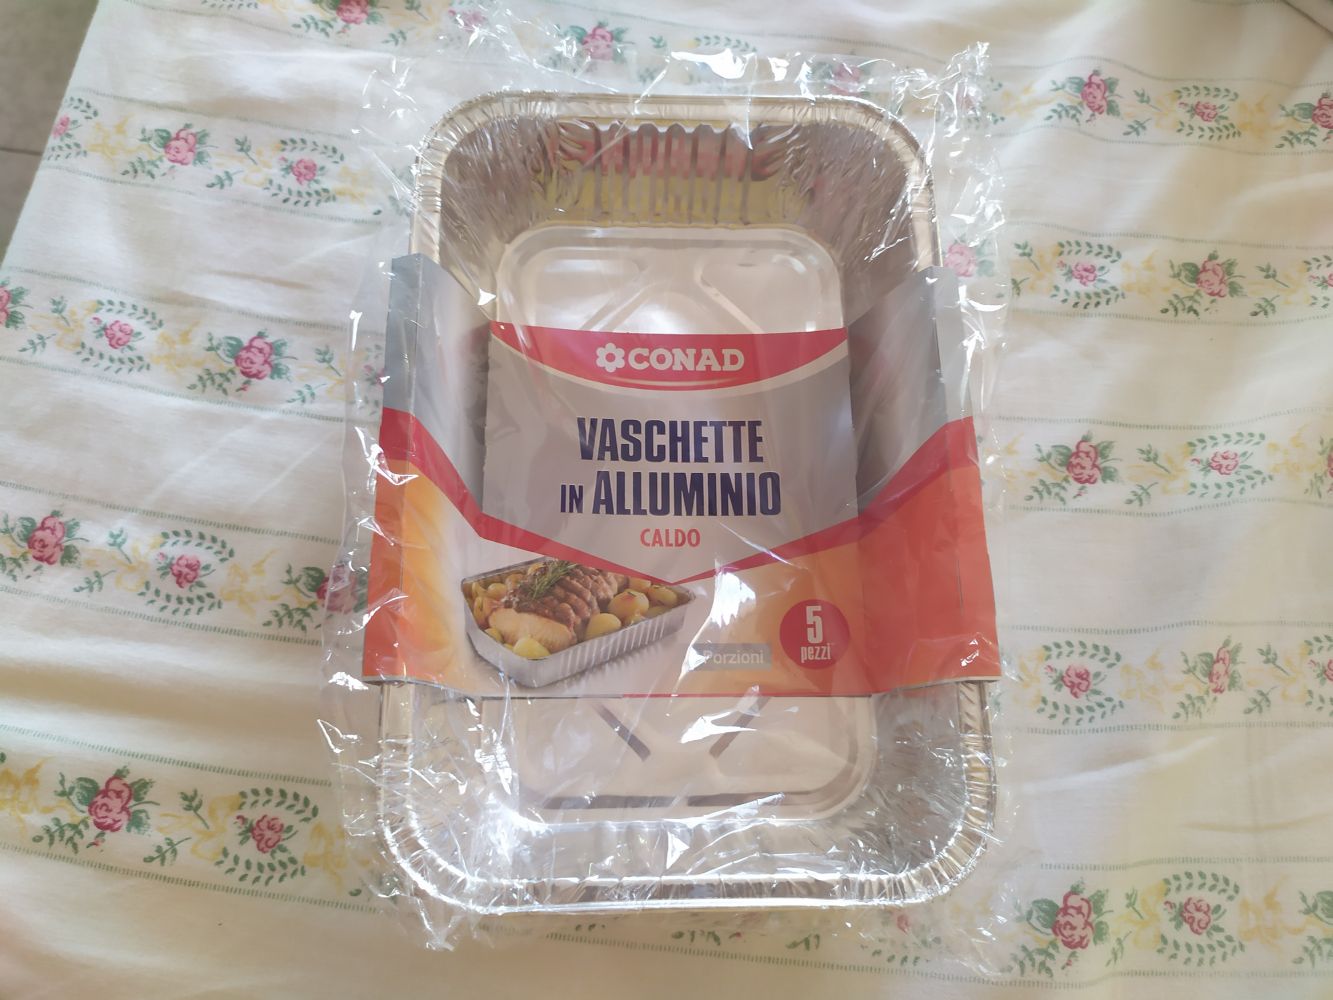 CONAD
VASCHETTE
IN ALLUMINIO
CALDO
Porzioni
5
pezzi